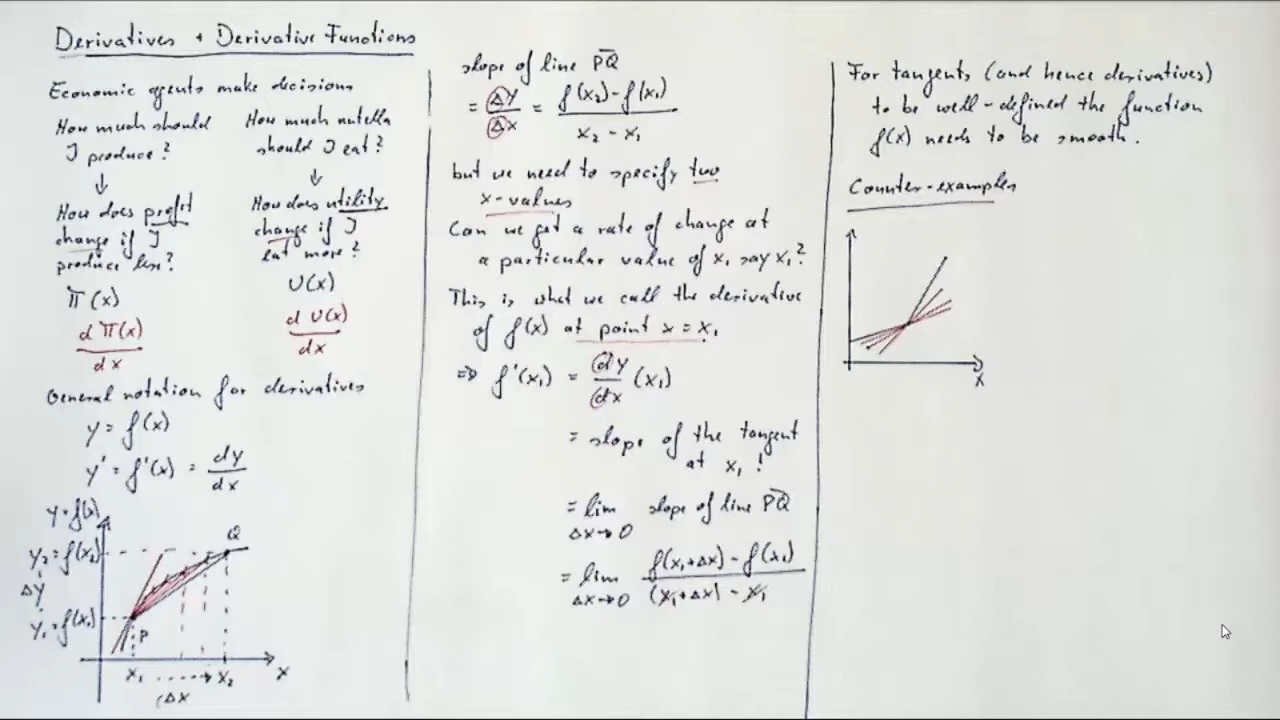 Derivatives + Derivative Functions
Economic agents make decisions
How much should
I produce?
↓
How does profit
change if I
produce less?
π(x)
d π(x)
dx
How much nutella
should I eat?
↓
How does utility
change if I
eat more?
U(x)
d U(x)
dx
General notation for derivatives
y = f(x)
y' = f'(x) = dy/dx
y=f(x)
y₂=f(x₂)
Δy
y₁=f(x₁)
Q
P
x₁ x₂ x
Δx
slope of line PQ
= Δy/Δx = f(x₂)-f(x₁) / x₂ - x₁
but we need to specify two
x-values
Can we get a rate of change at
a particular value of x, say x₁?
This is what we call the derivative
of f(x) at point x = x₁
⇒ f'(x₁) = dy/dx (x₁)
= slope of the tangent
at x₁!
= lim slope of line PQ
Δx→0
= lim f(x₁+Δx) - f(x₁)
Δx→0 (x₁+Δx) - x₁
For tangents (and hence derivatives)
to be well-defined the function
f(x) needs to be smooth.
Counter-examples
x